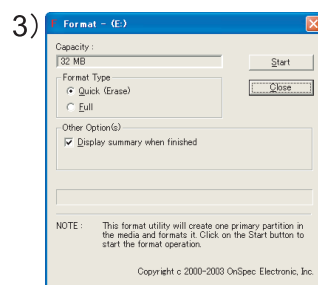 3)
Format - (E:)
Capacity :
32 MB
Start
Format Type
Quick (Erase)
Close
Full
Other Option(s)
Display summary when finished
NOTE : This format utility will create one primary partition in
the media and formats it. Click on the Start button to
start the format operation.
Copyright c 2000-2003 OnSpec Electronic, Inc.